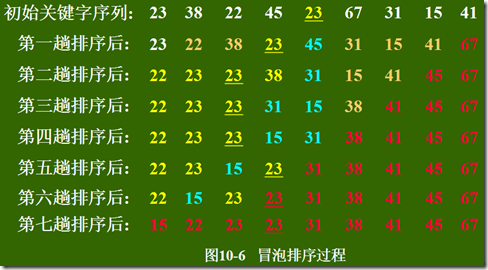 初始关键字序列: 23 38 22 45 23 67 31 15 41
第一趟排序后: 23 22 38 23 45 31 15 41 67
第二趟排序后: 22 23 23 38 31 15 41 45 67
第三趟排序后: 22 23 23 31 15 38 41 45 67
第四趟排序后: 22 23 23 15 31 38 41 45 67
第五趟排序后: 22 23 15 23 31 38 41 45 67
第六趟排序后: 22 15 23 23 31 38 41 45 67
第七趟排序后: 15 22 23 23 31 38 41 45 67
图10-6 冒泡排序过程